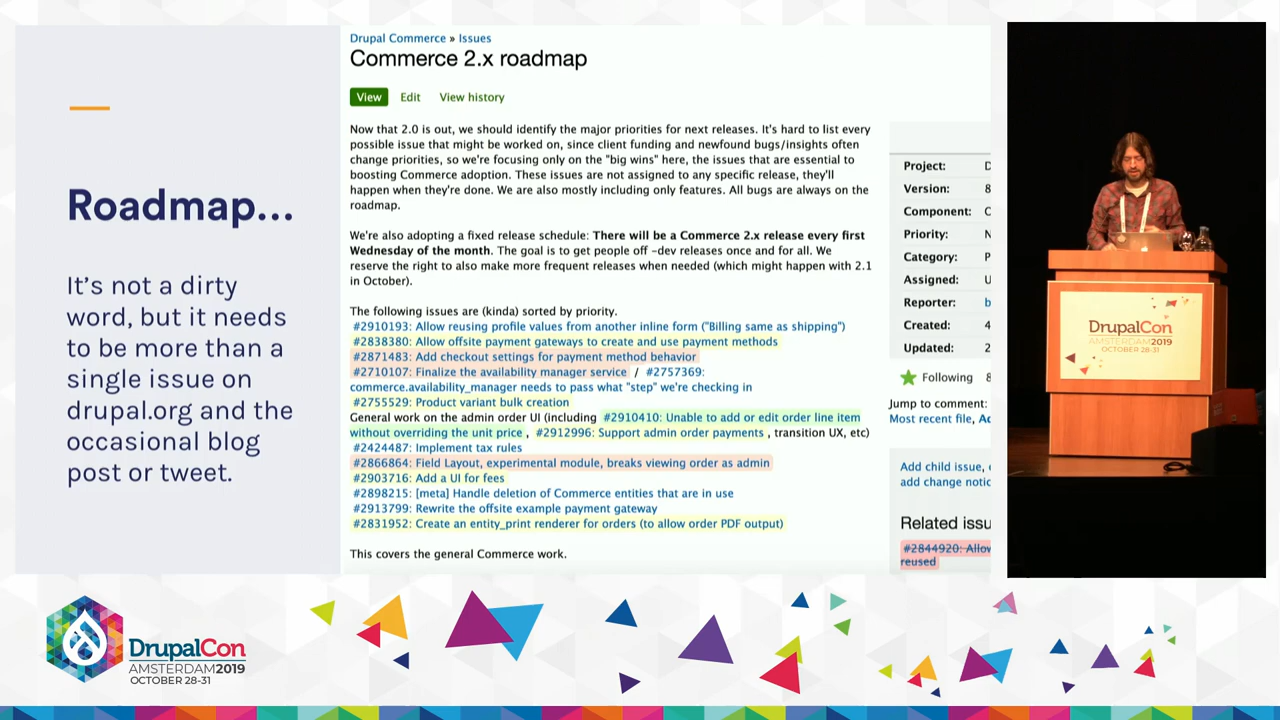 Roadmap...
It's not a dirty
word, but it needs
to be more than a
single issue on
drupal.org and the
occasional blog
post or tweet.
Drupal Commerce » Issues
Commerce 2.x roadmap
View Edit View history
Now that 2.0 is out, we should identify the major priorities for next releases. It's hard to list every
possible issue that might be worked on, since client funding and newfound bugs/insights often
change priorities, so we're focusing only on the "big wins" here, the issues that are essential to
boosting Commerce adoption. These issues are not assigned to any specific release, they'll
happen when they're done. We are also mostly including only features. All bugs are always on the
roadmap.
We're also adopting a fixed release schedule: There will be a Commerce 2.x release every first
Wednesday of the month. The goal is to get people off -dev releases once and for all. We
reserve the right to also make more frequent releases when needed (which might happen with 2.1
in October).
The following issues are (kinda) sorted by priority.
#2910193: Allow reusing profile values from another inline form ("Billing same as shipping")
#2838380: Allow offsite payment gateways to create and use payment methods
#2871483: Add checkout settings for payment method behavior
#2710107: Finalize the availability manager service / #2757369:
commerce.availability_manager needs to pass what "step" we're checking in
#2755529: Product variant bulk creation
General work on the admin order UI (including #2910410: Unable to add or edit order line item
without overriding the unit price , #2912996: Support admin order payments , transition UX, etc)
#2424487: Implement tax rules
#2866864: Field Layout, experimental module, breaks viewing order as admin
#2903716: Add a UI for fees
#2898215: [meta] Handle deletion of Commerce entities that are in use
#2913799: Rewrite the offsite example payment gateway
#2831952: Create an entity_print renderer for orders (to allow order PDF output)
This covers the general Commerce work.
Project: D
Version: 8
Component: C
Priority: N
Category: P
Assigned: U
Reporter: b
Created: 4
Updated: 2
Following 8
Jump to comment:
Most recent file,
Add child issue,
add change notic
Related issu
#2844920: Allow
reused
DrupalCon
AMSTERDAM2019
OCTOBER 28-31
DrupalCon
AMSTERDAM2019
OCTOBER 28-31